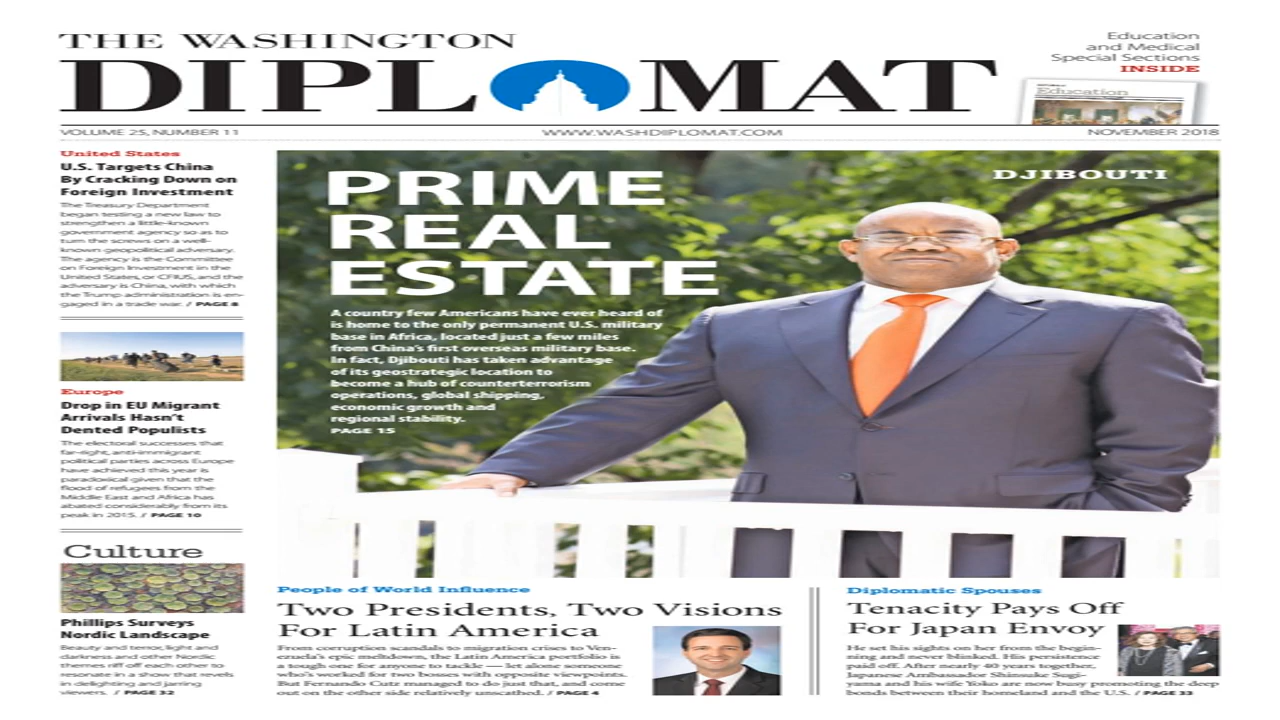 THE WASHINGTON
DIPLOMAT
Education
and Medical
Special Sections
INSIDE
Education
VOLUME 25, NUMBER 11
WWW.WASHDIPLOMAT.COM
NOVEMBER 2018
United States
U.S. Targets China
By Cracking Down on
Foreign Investment
The Treasury Department
began testing a new law to
strengthen a little-known
government agency so as to
turn the screws on a well-
known geopolitical adversary.
The agency is the Committee
on Foreign Investment in the
United States, or CFIUS, and the
adversary is China, with which
the Trump administration is en-
gaged in a trade war. / PAGE 8
Europe
Drop in EU Migrant
Arrivals Hasn't
Dented Populists
The electoral successes that
far-right, anti-immigrant
political parties across Europe
have achieved this year is
paradoxical given that the
flood of refugees from the
Middle East and Africa has
abated considerably from its
peak in 2015. / PAGE 10
Culture
Phillips Surveys
Nordic Landscape
Beauty and terror, light and
darkness and other Nordic
themes riff off each other to
resonate in a show that revels
in delighting and jarring
viewers. / PAGE 32
PRIME
REAL
ESTATE
DJIBOUTI
A country few Americans have ever heard of
is home to the only permanent U.S. military
base in Africa, located just a few miles
from China's first overseas military base.
In fact, Djibouti has taken advantage
of its geostrategic location to
become a hub of counterterrorism
operations, global shipping,
economic growth and
regional stability.
PAGE 15
People of World Influence
Two Presidents, Two Visions
For Latin America
From corruption scandals to migration crises to Ven-
ezuela's epic meltdown, the Latin America portfolio is
a tough one for anyone to tackle — let alone someone
who's worked for two bosses with opposite viewpoints.
But Fernando Cutz managed to do just that, and come
out on the other side relatively unscathed. / PAGE 4
Diplomatic Spouses
Tenacity Pays Off
For Japan Envoy
He set his sights on her from the begin-
ning and never blinked. His persistence
paid off. After nearly 40 years together,
Japanese Ambassador Shinsuke Sugi-
yama and his wife Yoko are now busy promoting the deep
bonds between their homeland and the U.S. / PAGE 33